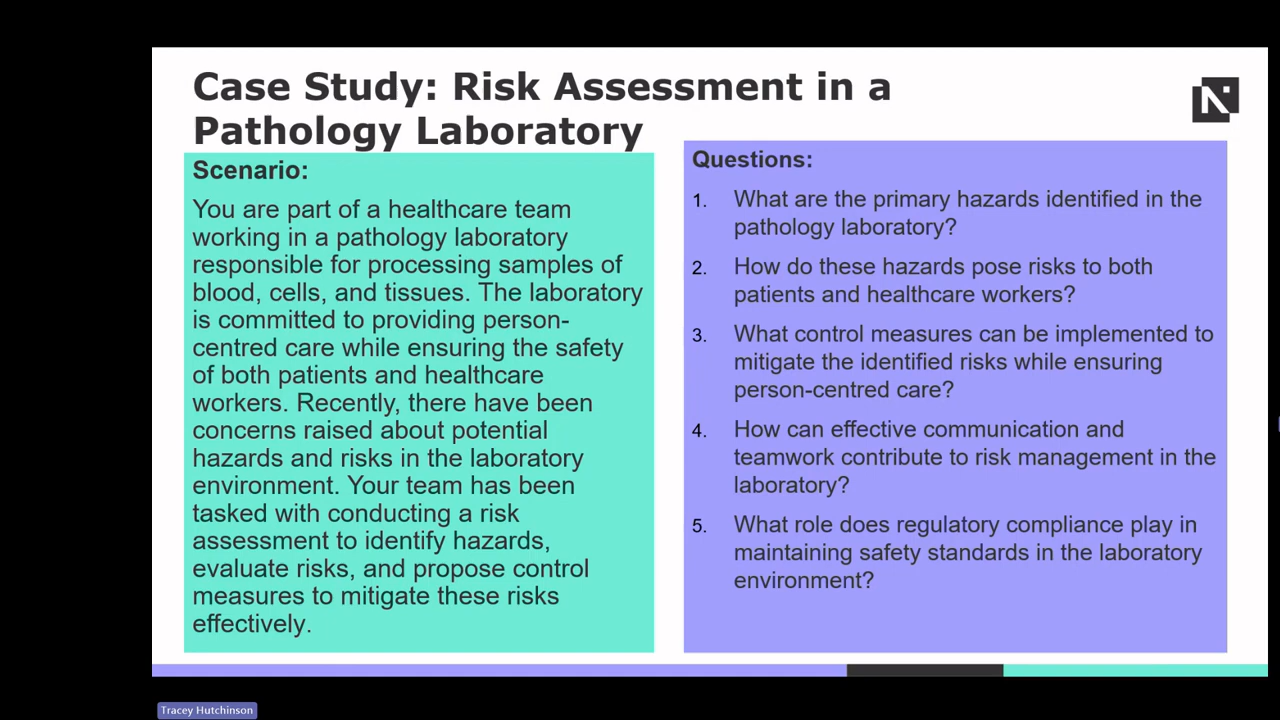 Case Study: Risk Assessment in a
Pathology Laboratory
Scenario:
You are part of a healthcare team
working in a pathology laboratory
responsible for processing samples of
blood, cells, and tissues. The laboratory
is committed to providing person-
centred care while ensuring the safety
of both patients and healthcare
workers. Recently, there have been
concerns raised about potential
hazards and risks in the laboratory
environment. Your team has been
tasked with conducting a risk
assessment to identify hazards,
evaluate risks, and propose control
measures to mitigate these risks
effectively.
Questions:
1. What are the primary hazards identified in the
pathology laboratory?
2. How do these hazards pose risks to both
patients and healthcare workers?
3. What control measures can be implemented to
mitigate the identified risks while ensuring
person-centred care?
4. How can effective communication and
teamwork contribute to risk management in the
laboratory?
5. What role does regulatory compliance play in
maintaining safety standards in the laboratory
environment?
Tracey Hutchinson